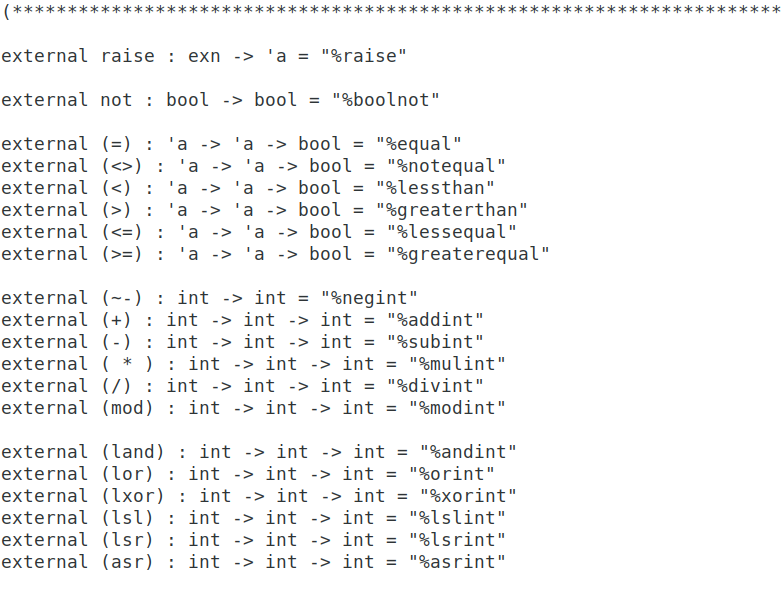 (**********************************************************************
external raise : exn -> 'a = "%raise"
external not : bool -> bool = "%boolnot"
external (=) : 'a -> 'a -> bool = "%equal"
external (<>) : 'a -> 'a -> bool = "%notequal"
external (<) : 'a -> 'a -> bool = "%lessthan"
external (>) : 'a -> 'a -> bool = "%greaterthan"
external (<=) : 'a -> 'a -> bool = "%lessequal"
external (>=) : 'a -> 'a -> bool = "%greaterequal"
external (~-) : int -> int = "%negint"
external (+) : int -> int -> int = "%addint"
external (-) : int -> int -> int = "%subint"
external ( * ) : int -> int -> int = "%mulint"
external (/) : int -> int -> int = "%divint"
external (mod) : int -> int -> int = "%modint"
external (land) : int -> int -> int = "%andint"
external (lor) : int -> int -> int = "%orint"
external (lxor) : int -> int -> int = "%xorint"
external (lsl) : int -> int -> int = "%lslint"
external (lsr) : int -> int -> int = "%lsrint"
external (asr) : int -> int -> int = "%asrint"